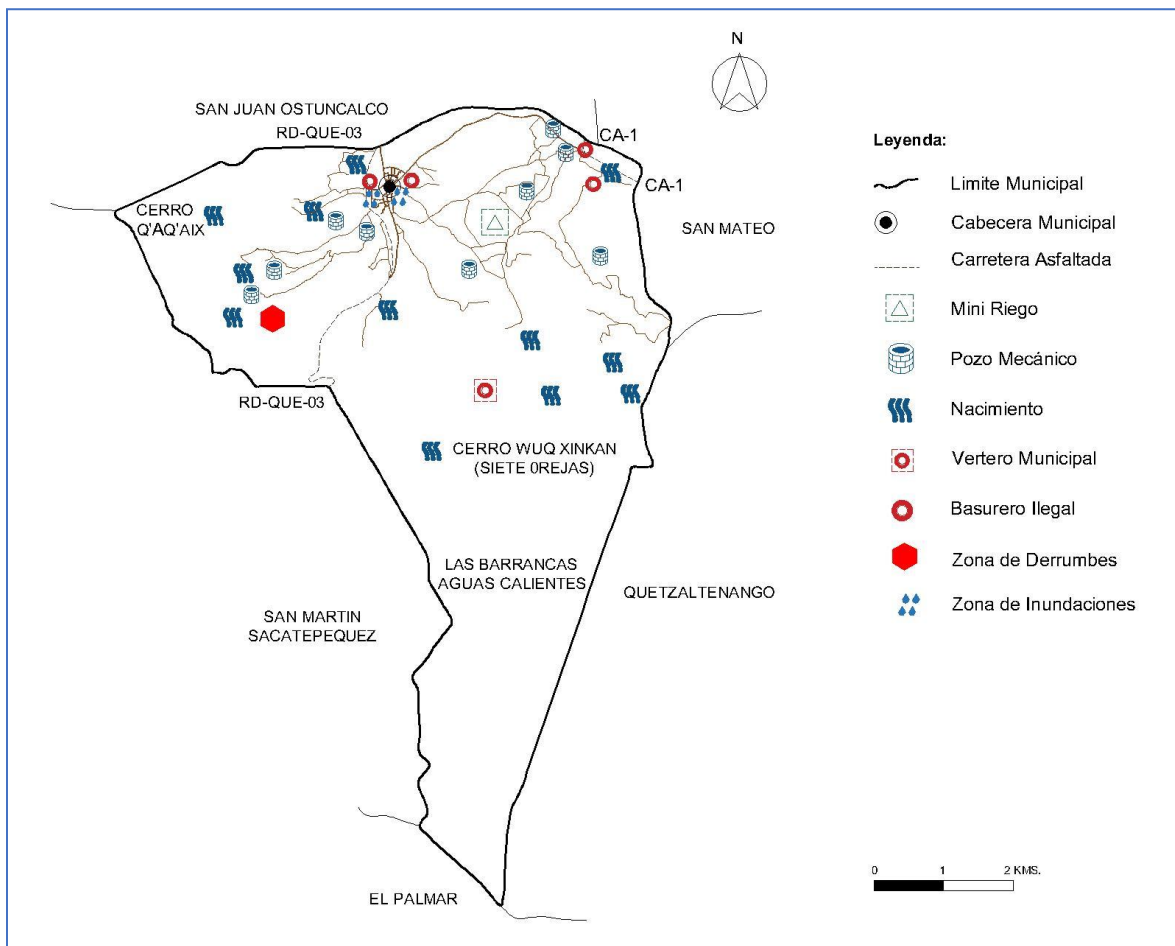 N
SAN JUAN OSTUNCALCO
RD-QUE-03
CA-1
CA-1
CERRO
Q'AQ'AIX
SAN MATEO
RD-QUE-03
CERRO WUQ XINKAN
(SIETE 0REJAS)
LAS BARRANCAS
AGUAS CALIENTES
QUETZALTENANGO
SAN MARTIN
SACATEPEQUEZ
EL PALMAR
Leyenda:
Limite Municipal
Cabecera Municipal
Carretera Asfaltada
Mini Riego
Pozo Mecánico
Nacimiento
Vertero Municipal
Basurero Ilegal
Zona de Derrumbes
Zona de Inundaciones
0 1 2 KMS.